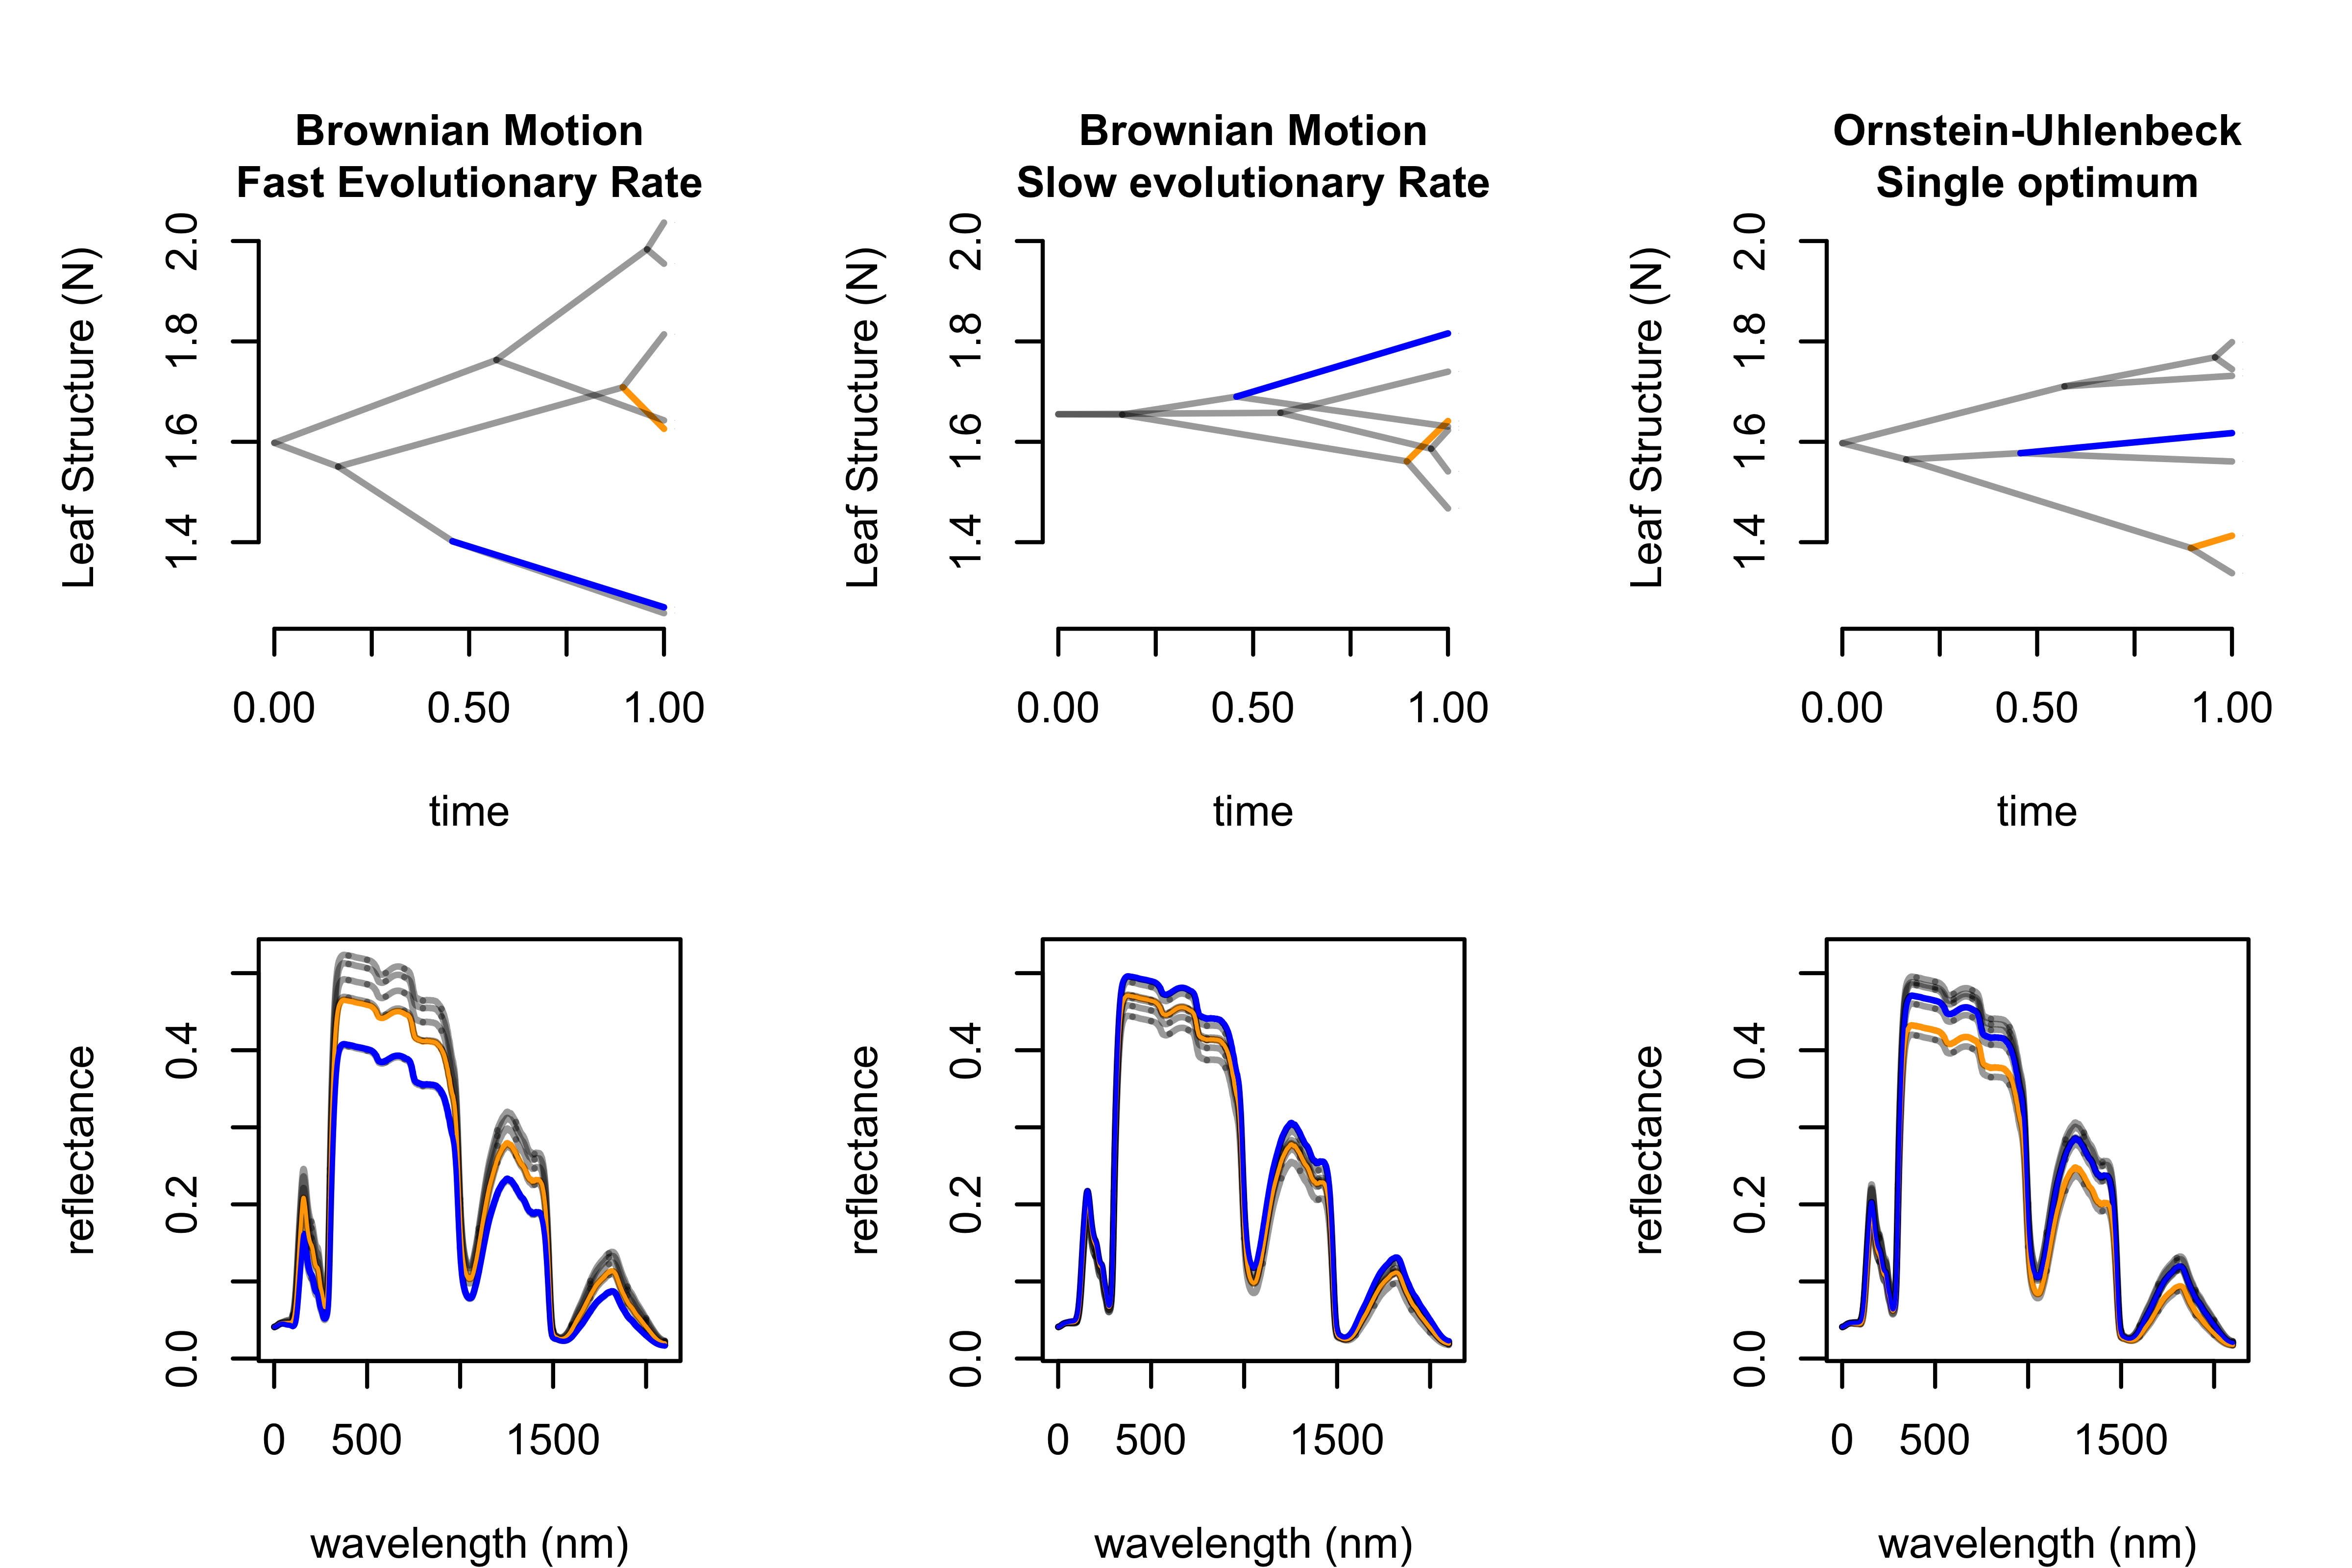 Brownian Motion
Fast Evolutionary Rate
Brownian Motion
Slow evolutionary Rate
Ornstein-Uhlenbeck
Single optimum
Leaf Structure (N)
2.0
1.8
1.6
1.4
0.00 0.50 1.00
time
Leaf Structure (N)
2.0
1.8
1.6
1.4
0.00 0.50 1.00
time
Leaf Structure (N)
2.0
1.8
1.6
1.4
0.00 0.50 1.00
time
reflectance
0.4
0.2
0.0
0 500 1500
wavelength (nm)
reflectance
0.4
0.2
0.0
0 500 1500
wavelength (nm)
reflectance
0.4
0.2
0.0
0 500 1500
wavelength (nm)